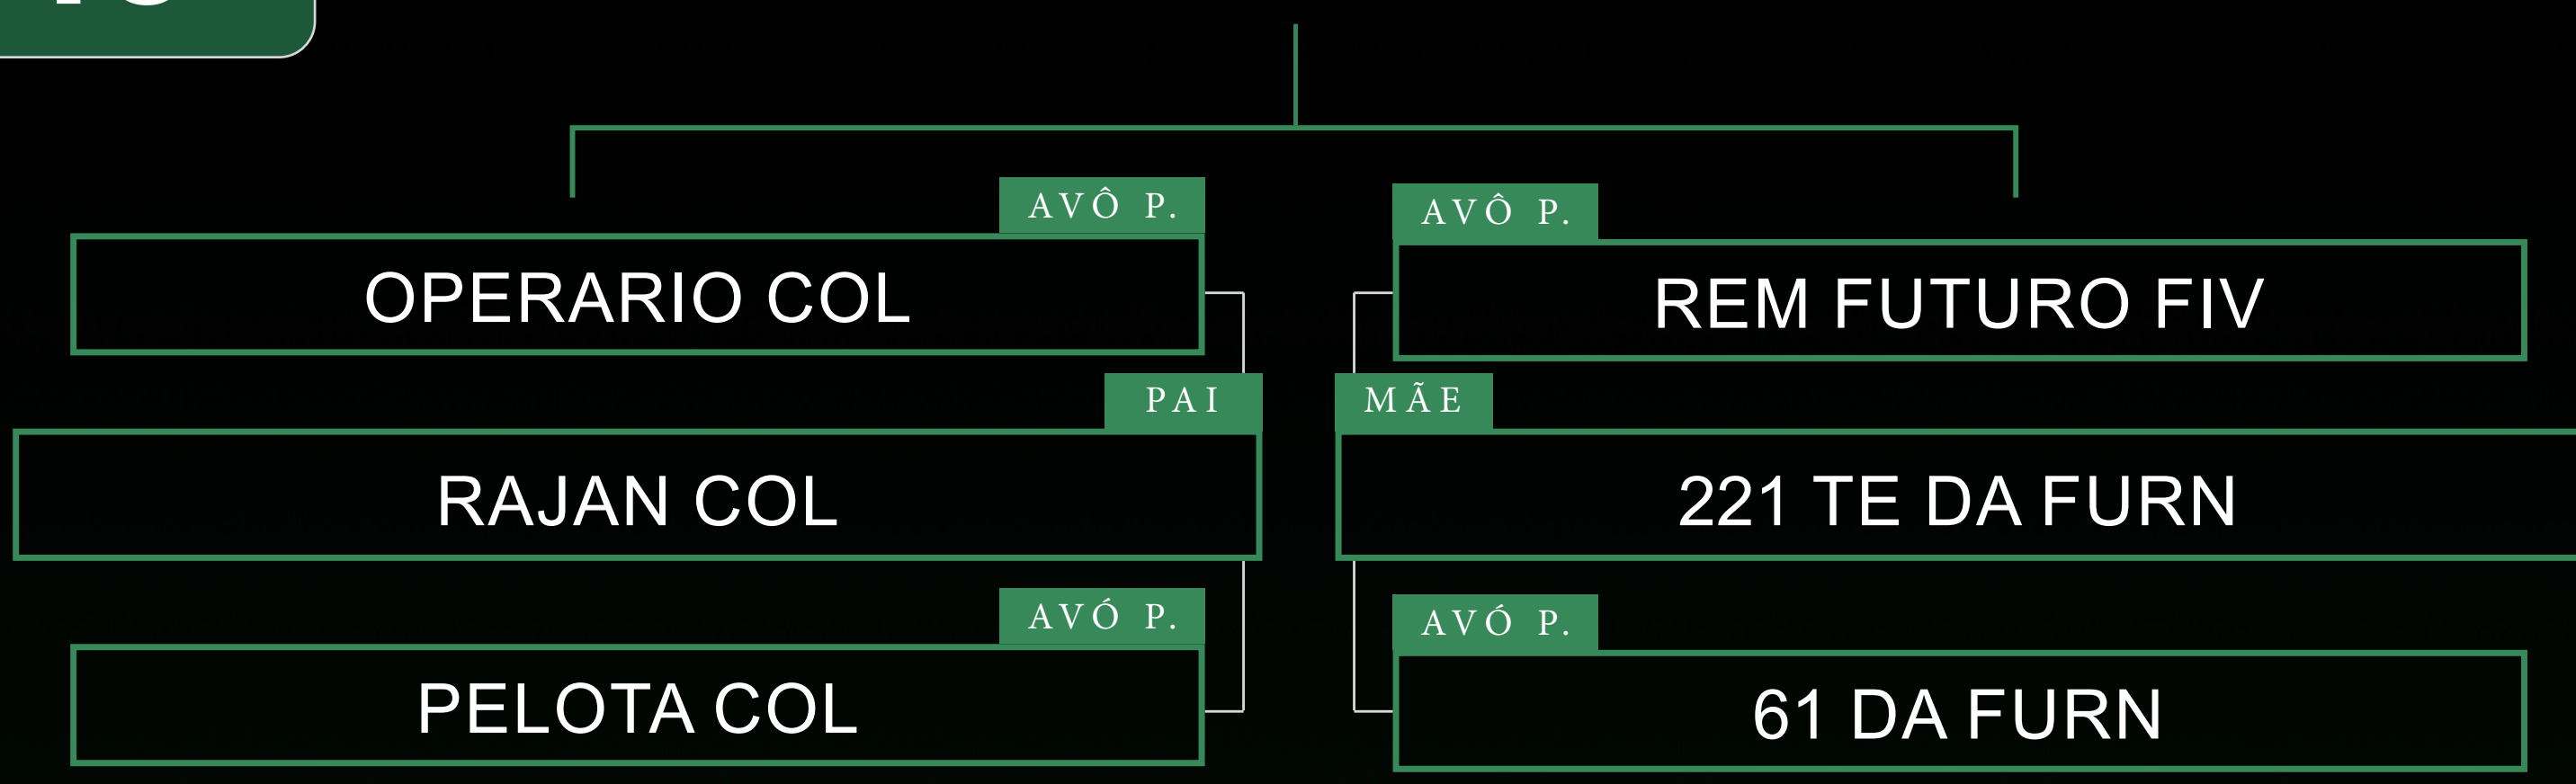 AVÔ P.
OPERARIO COL
PAI
RAJAN COL
AVÓ P.
PELOTA COL
AVÔ P.
REM FUTURO FIV
MÃE
221 TE DA FURN
AVÓ P.
61 DA FURN